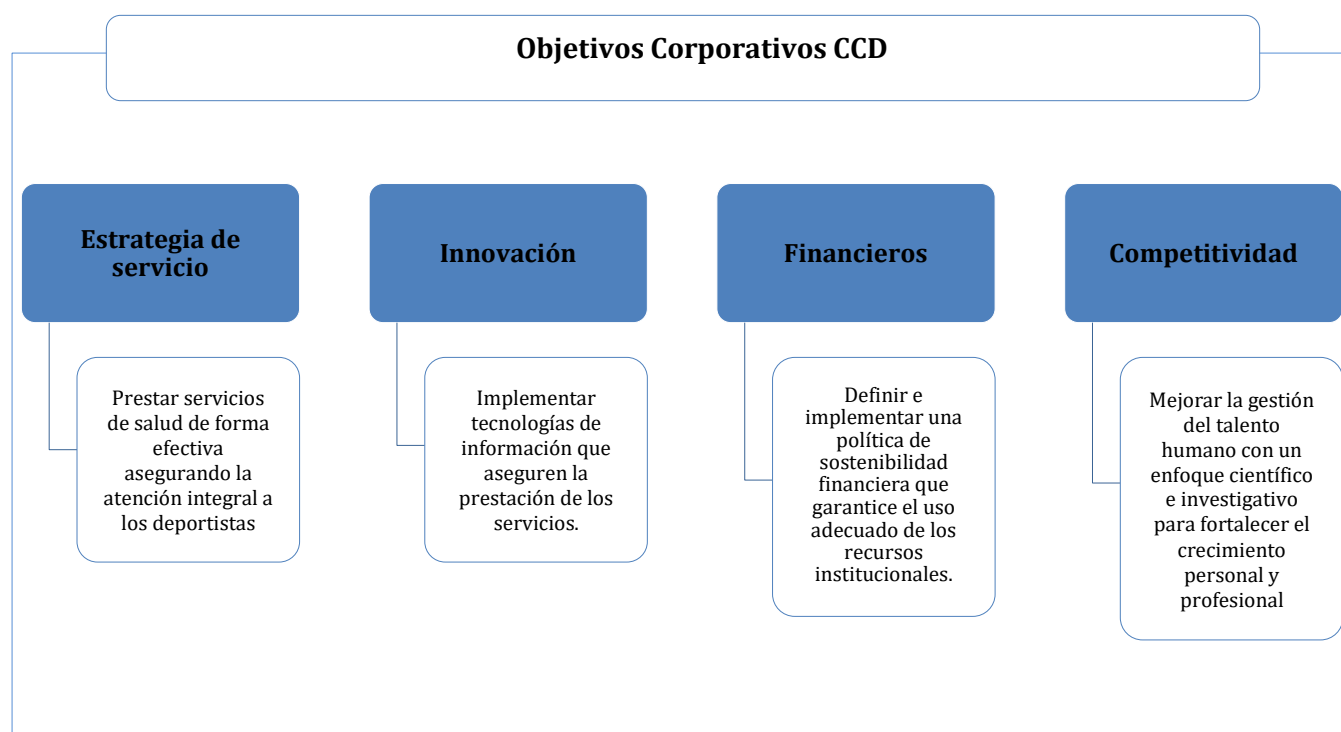 Objetivos Corporativos CCD
Estrategia de
servicio
Prestar servicios
de salud de forma
efectiva
asegurando la
atención integral a
los deportistas
Innovación
Implementar
tecnologías de
información que
aseguren la
prestación de los
servicios.
Financieros
Definir e
implementar una
política de
sostenibilidad
financiera que
garantice el uso
adecuado de los
recursos
institucionales.
Competitividad
Mejorar la gestión
del talento
humano con un
enfoque científico
e investigativo
para fortalecer el
crecimiento
personal y
profesional